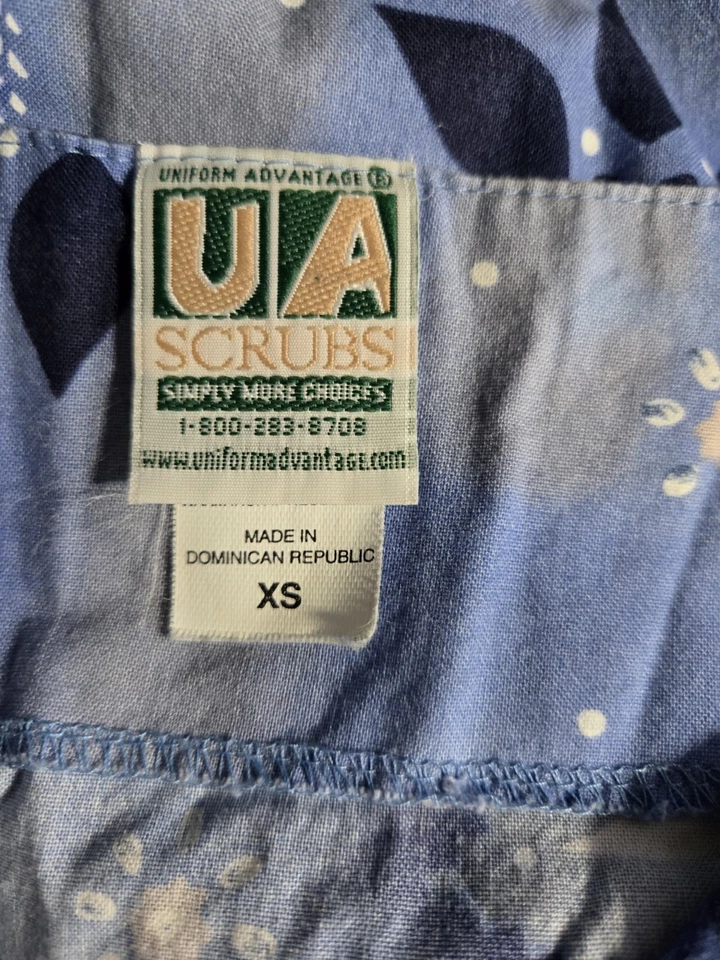 UNIFORM ADVANTAGE ®
UA
SCRUBS
SIMPLY MORE CHOICES
1-800-283-8708
www.uniformadvantage.com
MADE IN
DOMINICAN REPUBLIC
XS